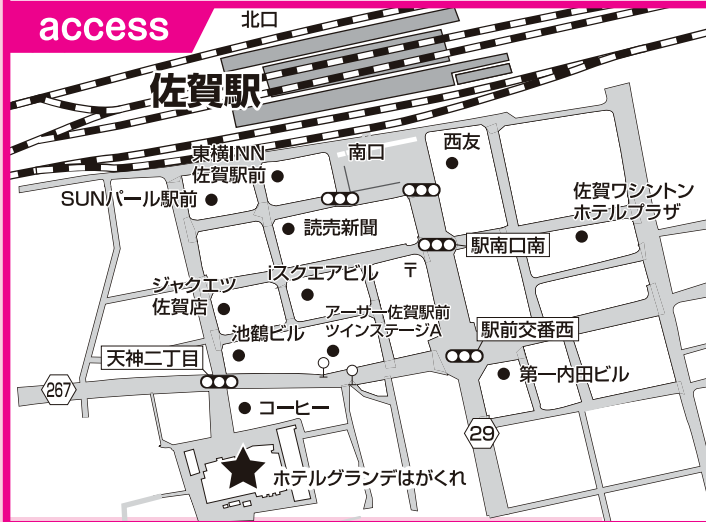 access
北口
佐賀駅
東横INN
佐賀駅前
南口
西友
SUNパール駅前
佐賀ワシントン
ホテルプラザ
読売新聞
駅南口南
iスクエアビル
〒
ジャクエツ
佐賀店
アーサー佐賀駅前
ツインステージA
池鶴ビル
駅前交番西
天神二丁目
第一内田ビル
267
コーヒー
29
ホテルグランデはがくれ